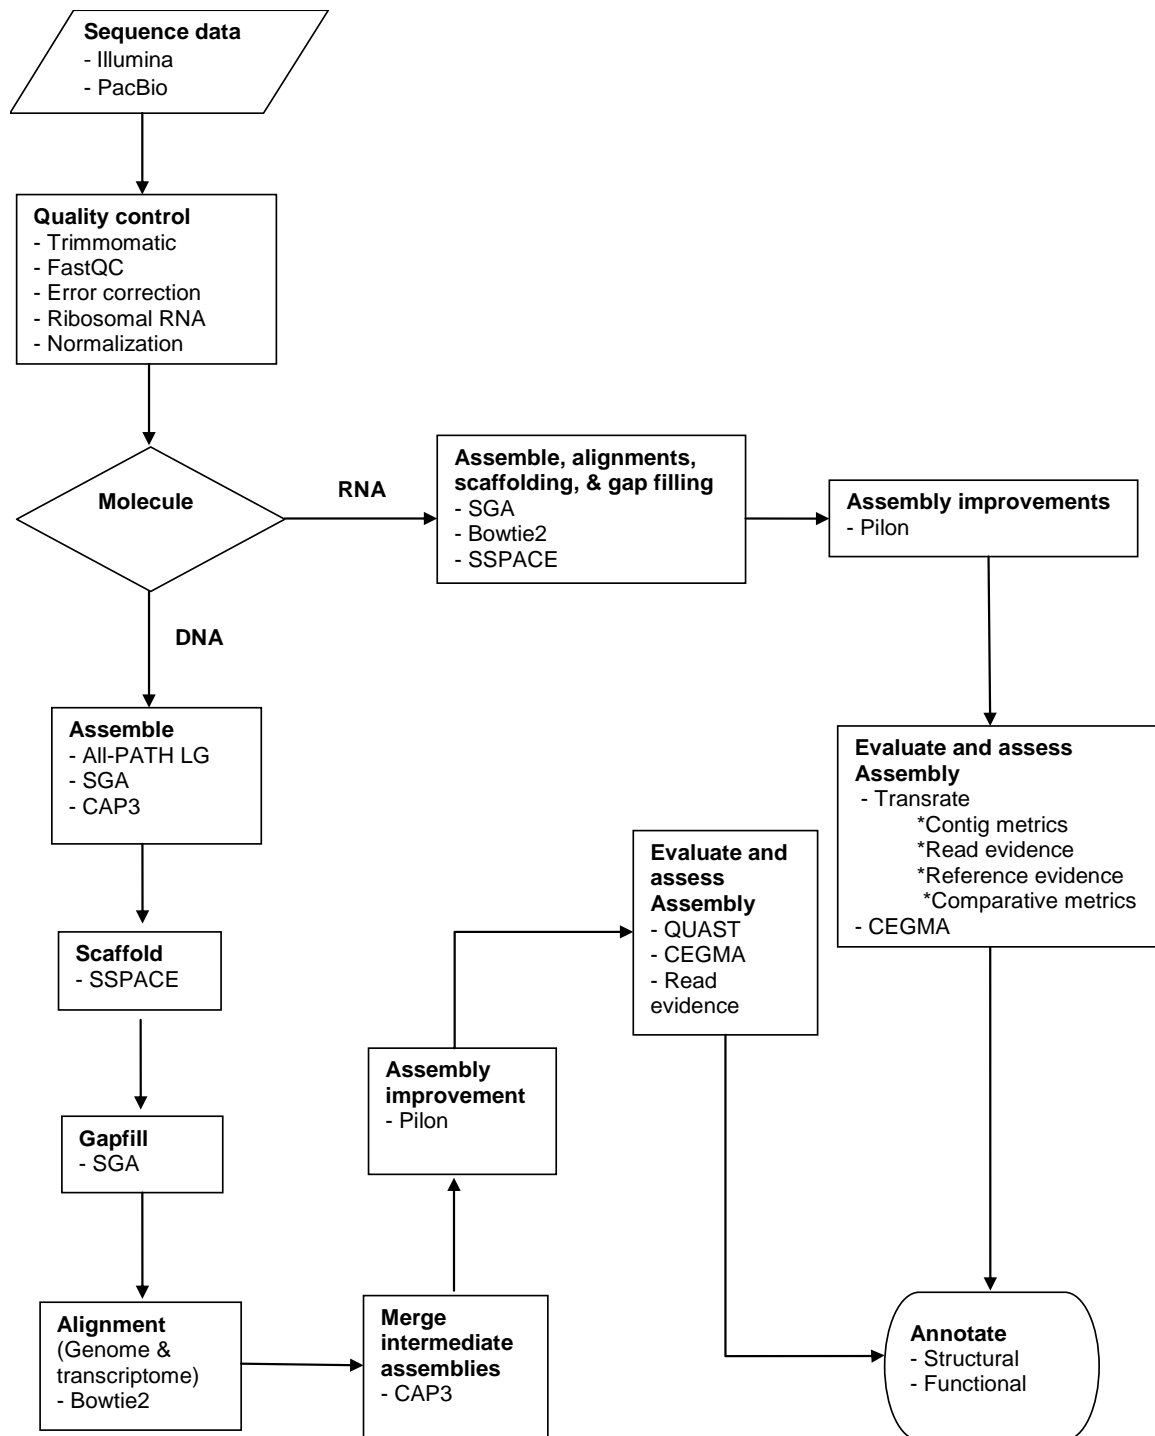 Sequence data
- Illumina
- PacBio
Quality control
- Trimmomatic
- FastQC
- Error correction
- Ribosomal RNA
- Normalization
Molecule
RNA
Assemble, alignments,
scaffolding, & gap filling
- SGA
- Bowtie2
- SSPACE
Assembly improvements
- Pilon
Evaluate and assess
Assembly
- Transrate
*Contig metrics
*Read evidence
*Reference evidence
*Comparative metrics
- CEGMA
DNA
Assemble
- All-PATH LG
- SGA
- CAP3
Scaffold
- SSPACE
Gapfill
- SGA
Alignment
(Genome &
transcriptome)
- Bowtie2
Merge
intermediate
assemblies
- CAP3
Assembly
improvement
- Pilon
Evaluate and
assess
Assembly
- QUAST
- CEGMA
- Read
evidence
Annotate
- Structural
- Functional